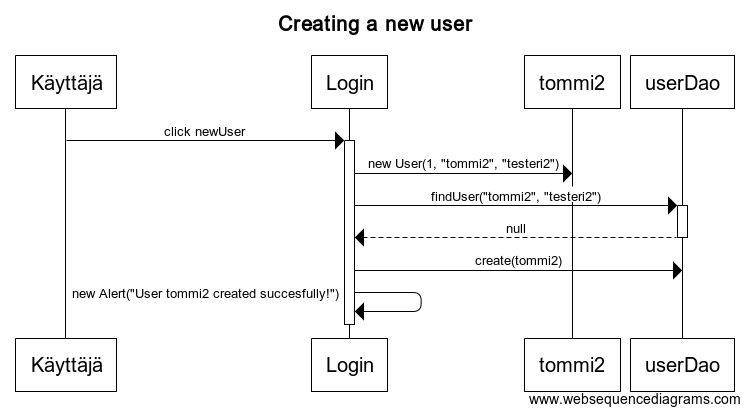 Creating a new user
Käyttäjä
Login
tommi2
userDao
click newUser
new User(1, "tommi2", "testeri2")
findUser("tommi2", "testeri2")
null
create(tommi2)
new Alert("User tommi2 created succesfully!")
Käyttäjä
Login
tommi2
userDao
www.websequencediagrams.com